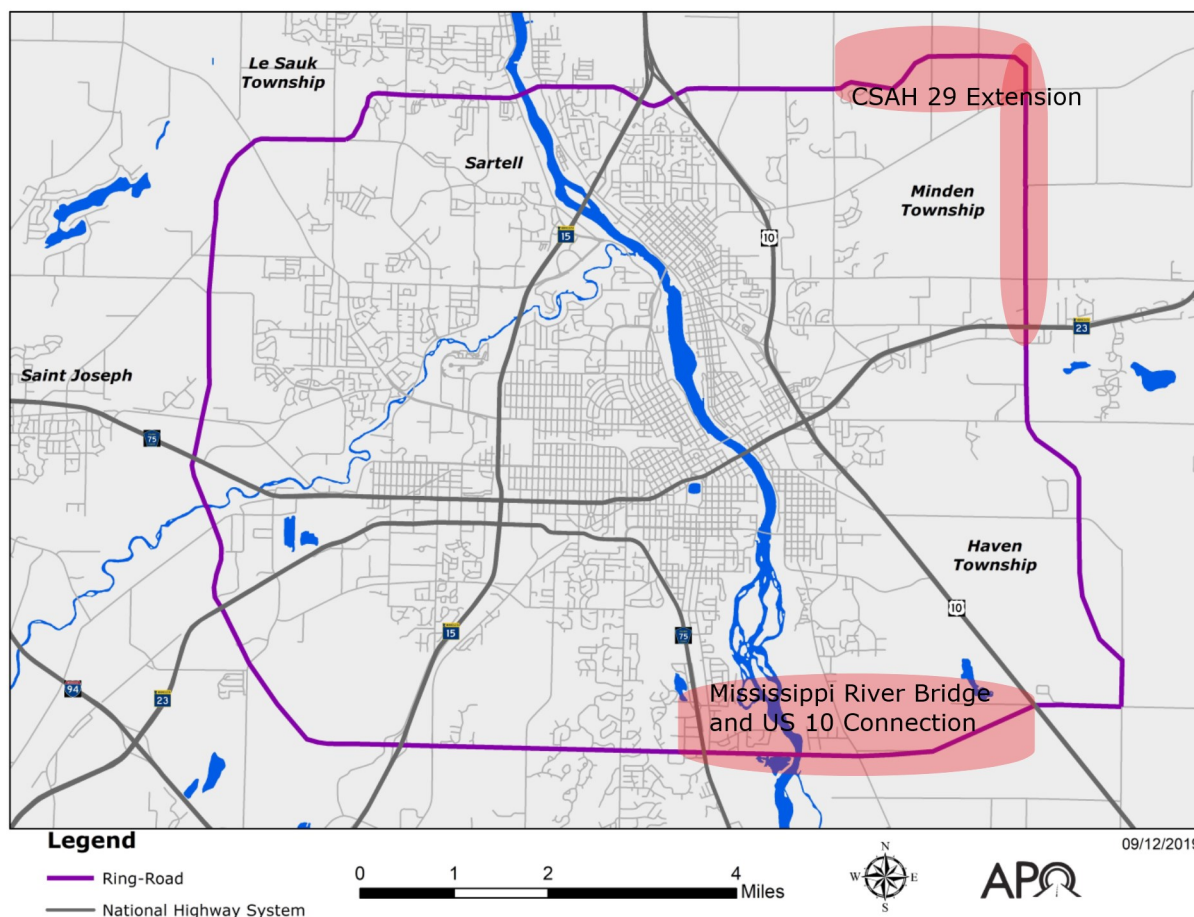 Le Sauk
Township
CSAH 29 Extension
Sartell
Minden
Township
15
10
23
Saint Joseph
75
Haven
Township
10
15
75
94
23
Mississippi River Bridge
and US 10 Connection
Legend
Ring-Road
National Highway System
0 1 2 4
Miles
N
W E
S
09/12/2019
APO